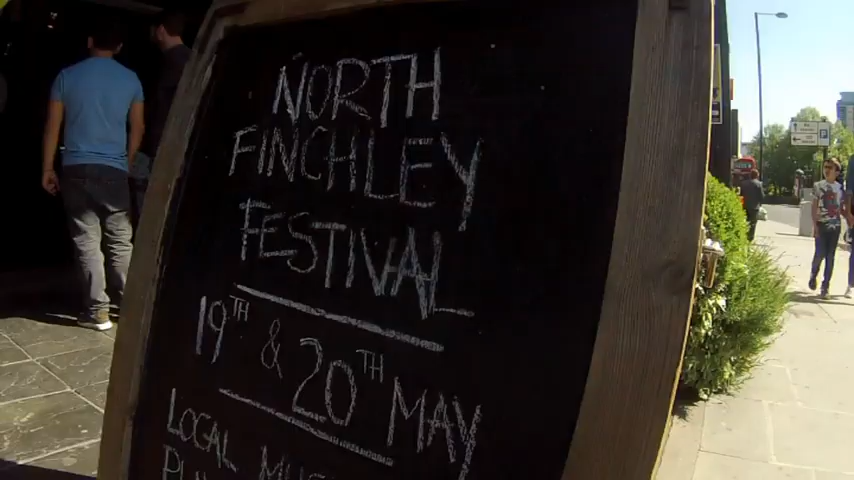 NORTH
FINCHLEY
FESTIVAL
19TH & 20TH MAY
LOCAL